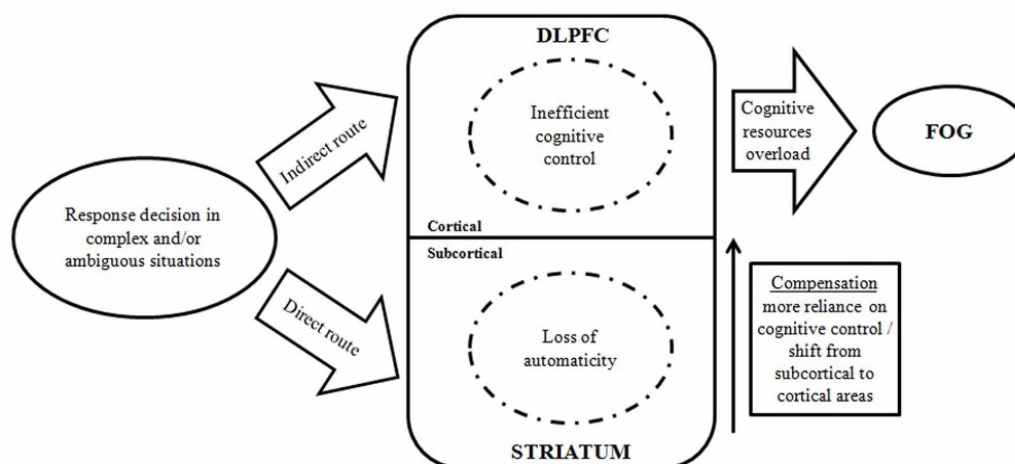 Response decision in
complex and/or
ambiguous situations
Indirect route
Direct route
DLPFC
Inefficient
cognitive
control
Cortical
Subcortical
Loss of
automaticity
STRIATUM
Cognitive
resources
overload
FOG
Compensation
more reliance on
cognitive control /
shift from
subcortical to
cortical areas